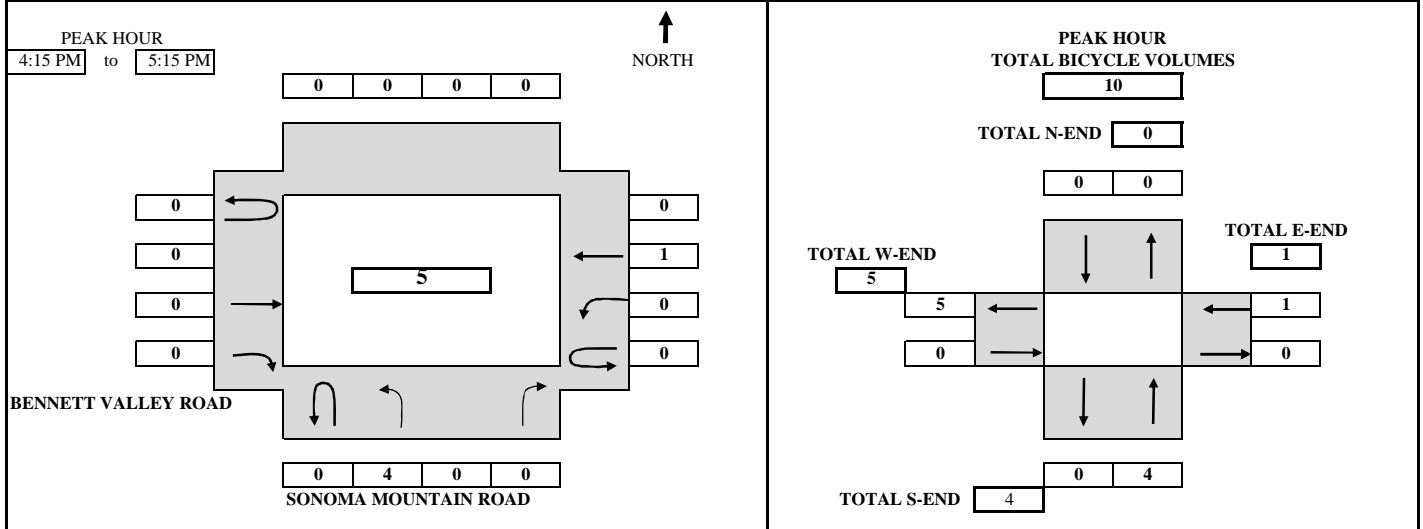 PEAK HOUR
4:15 PM to 5:15 PM
NORTH
0 0 0 0
0 0
0 1
5
0 0
0 0
BENNETT VALLEY ROAD
0 4 0 0
SONOMA MOUNTAIN ROAD
PEAK HOUR
TOTAL BICYCLE VOLUMES
10
TOTAL N-END 0
0 0
TOTAL E-END
1
TOTAL W-END
5
5 1
0 0
0 4
TOTAL S-END 4